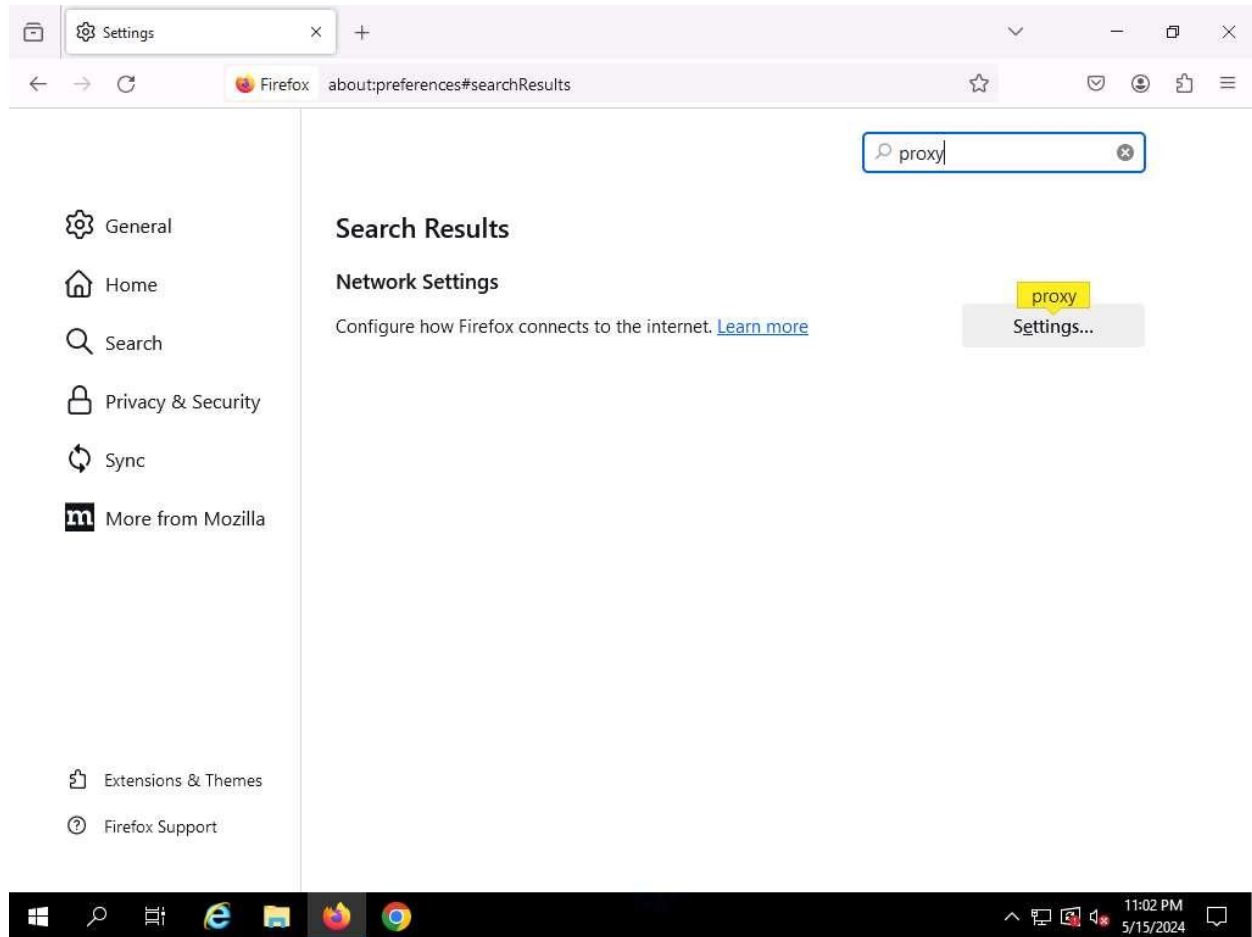 Settings
Firefox about:preferences#searchResults
proxy
General
Home
Search
Privacy & Security
Sync
More from Mozilla
Extensions & Themes
Firefox Support
Search Results
Network Settings
proxy
Configure how Firefox connects to the internet. Learn more
Settings...
11:02 PM
5/15/2024